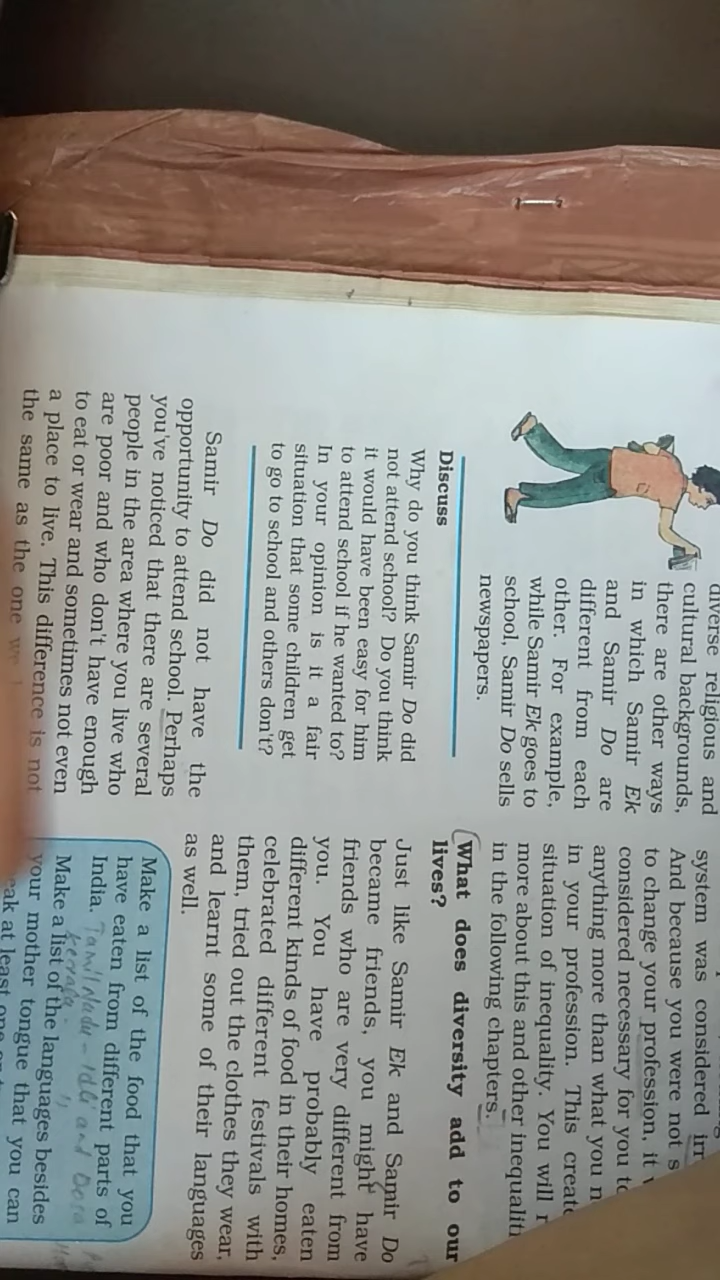 diverse religious and
cultural backgrounds,
there are other ways
in which Samir Ek
and Samir Do are
different from each
other. For example,
while Samir Ek goes to
school, Samir Do sells
newspapers.
Discuss
Why do you think Samir Do did
not attend school? Do you think
it would have been easy for him
to attend school if he wanted to?
In your opinion is it a fair
situation that some children get
to go to school and others don't?
Samir Do did not have the
opportunity to attend school. Perhaps
you've noticed that there are several
people in the area where you live who
are poor and who don't have enough
to eat or wear and sometimes not even
a place to live. This difference is not
the same as the one we
system was considered
And because you were not
to change your profession, it
considered necessary for you to
anything more than what you
in your profession. This
situation of inequality. You will
more about this and other
in the following chapters.
What does diversity add to our
lives?
Just like Samir Ek and Samir Do
became friends, you might have
friends who are very different from
you. You have probably eaten
different kinds of food in their homes,
celebrated different festivals with
them, tried out the clothes they wear,
and learnt some of their languages
as well.
Make a list of the food that you
have eaten from different parts of
India. Tamil Nadu - Idli and Dosa
Kerala -
Make a list of the languages besides
your mother tongue that you can
at least one